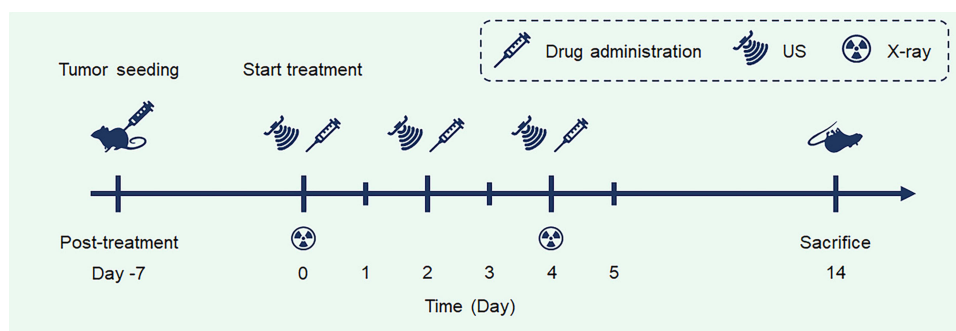 Drug administration US X-ray
Tumor seeding Start treatment
Post-treatment Sacrifice
Day -7 0 1 2 3 4 5 14
Time (Day)